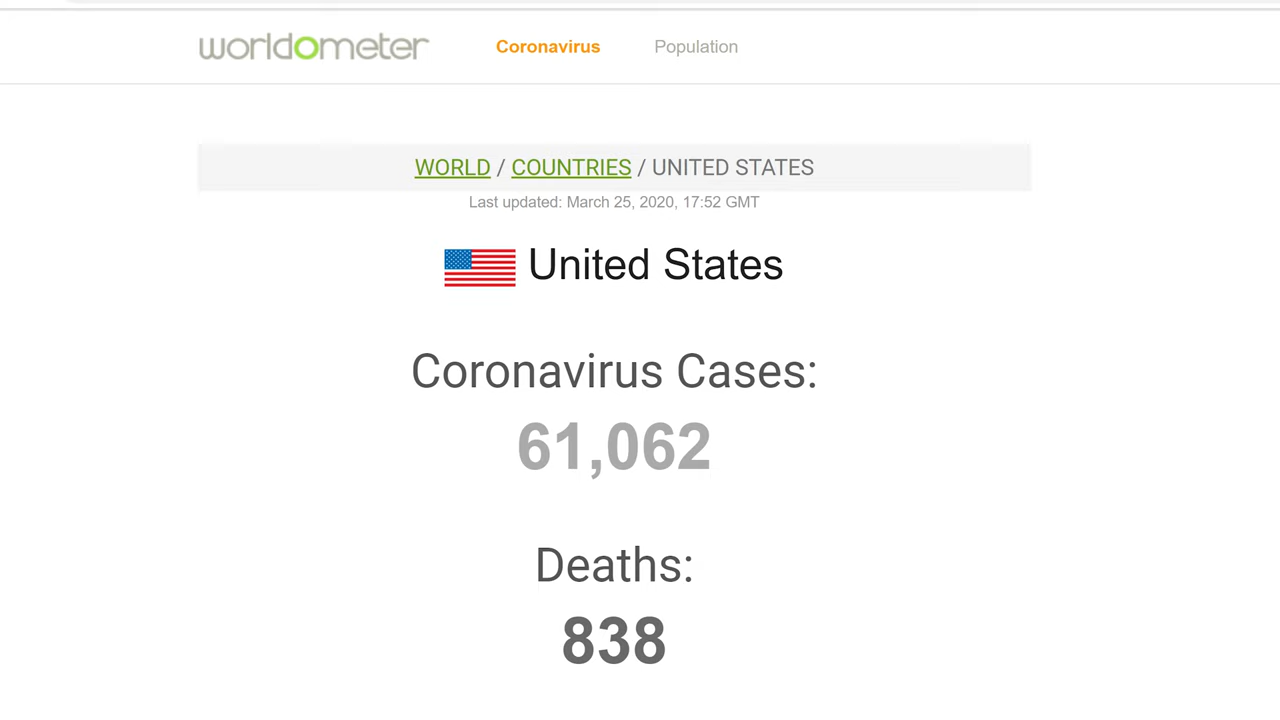 worldometer Coronavirus Population
WORLD / COUNTRIES / UNITED STATES
Last updated: March 25, 2020, 17:52 GMT
United States
Coronavirus Cases:
61,062
Deaths:
838